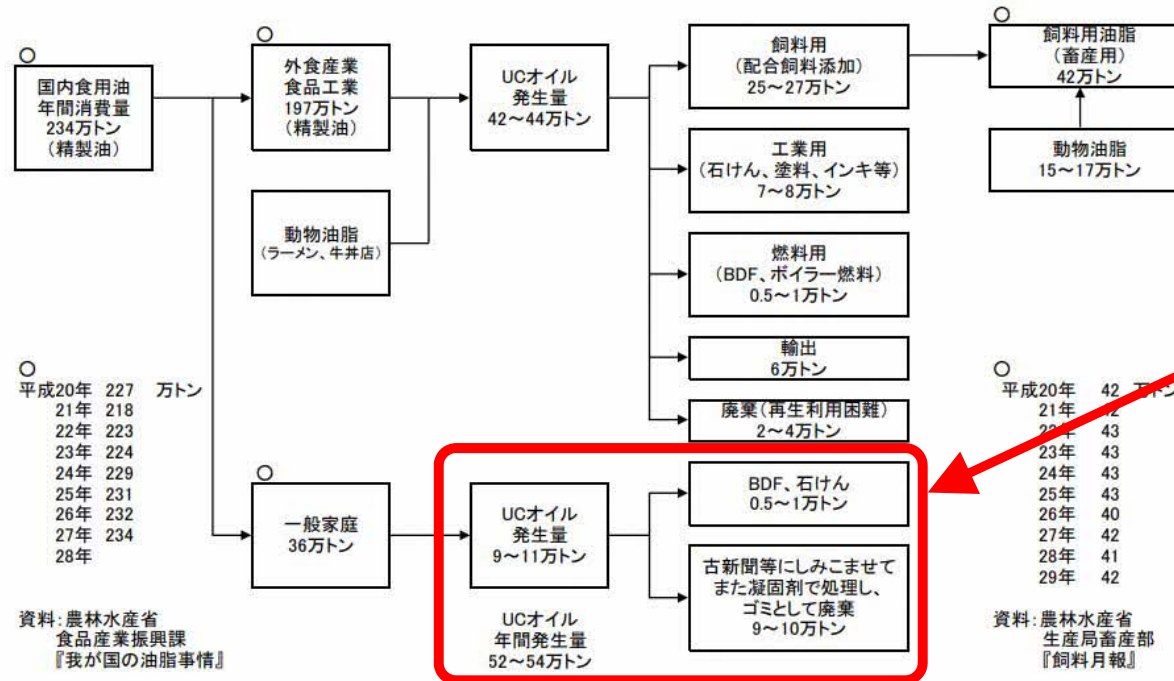 ○
国内食用油
年間消費量
234万トン
(精製油)
○
外食産業
食品工業
197万トン
(精製油)
動物油脂
(ラーメン、牛丼店)
UCオイル
発生量
42～44万トン
飼料用
(配合飼料添加)
25～27万トン
工業用
(石けん、塗料、インキ等)
7～8万トン
燃料用
(BDF、ボイラー燃料)
0.5～1万トン
輸出
6万トン
廃棄(再生利用困難)
2～4万トン
○
飼料用油脂
(畜産用)
42万トン
動物油脂
15～17万トン
○
平成20年 227 万トン
21年 218
22年 223
23年 224
24年 229
25年 231
26年 232
27年 234
28年
資料:農林水産省
食品産業振興課
『我が国の油脂事情』
○
一般家庭
36万トン
UCオイル
発生量
9～11万トン
UCオイル
年間発生量
52～54万トン
BDF、石けん
0.5～1万トン
古新聞等にしみこませて
また凝固剤で処理し、
ゴミとして廃棄
9～10万トン
○
平成20年 42 万トン
21年
22年 43
23年 43
24年 43
25年 43
26年 40
27年 42
28年 41
29年 42
資料:農林水産省
生産局畜産部
『飼料月報』